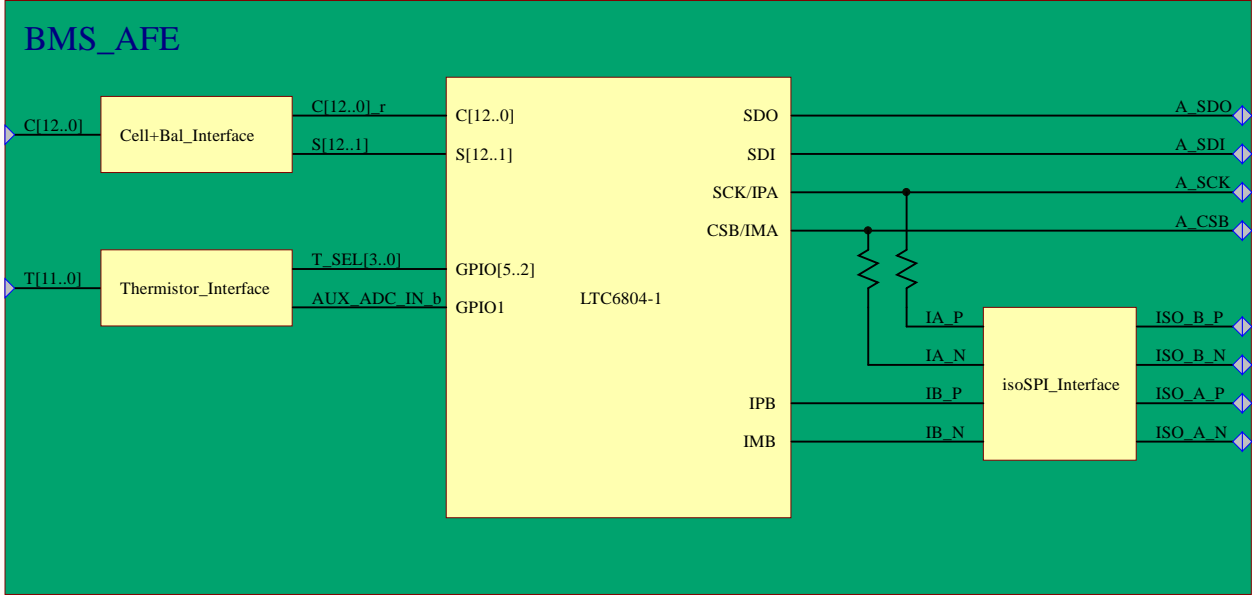 BMS_AFE
C[12..0]
Cell+Bal_Interface
C[12..0]_r
S[12..1]
T[11..0]
Thermistor_Interface
T_SEL[3..0]
AUX_ADC_IN_b
C[12..0]
S[12..1]
GPIO[5..2]
GPIO1
LTC6804-1
SDO
SDI
SCK/IPA
CSB/IMA
IPB
IMB
A_SDO
A_SDI
A_SCK
A_CSB
IA_P
IA_N
IB_P
IB_N
isoSPI_Interface
ISO_B_P
ISO_B_N
ISO_A_P
ISO_A_N